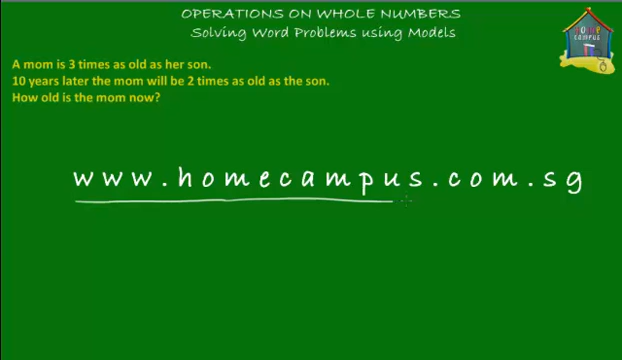 OPERATIONS ON WHOLE NUMBERS
Solving Word Problems using Models
HOME
CAMPUS
A mom is 3 times as old as her son.
10 years later the mom will be 2 times as old as the son.
How old is the mom now?
www.homecampus.com.sg